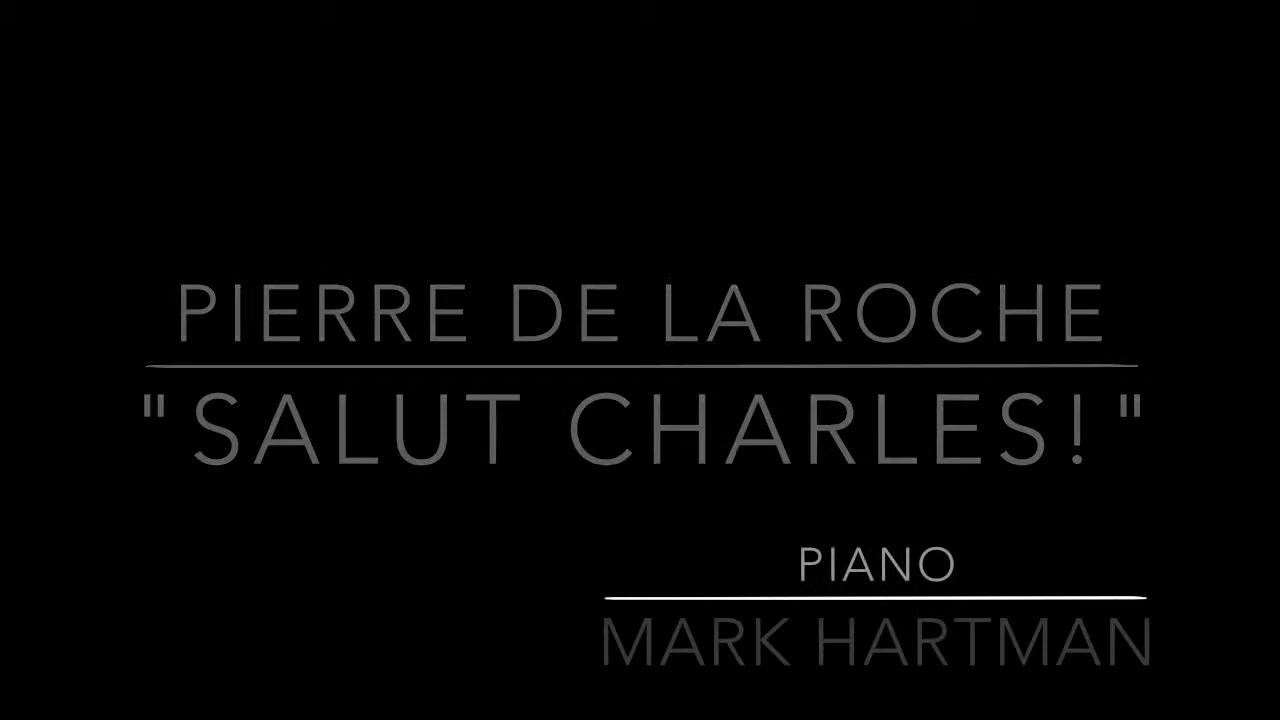 PIERRE DE LA ROCHE
"SALUT CHARLES!"
PIANO
MARK HARTMAN